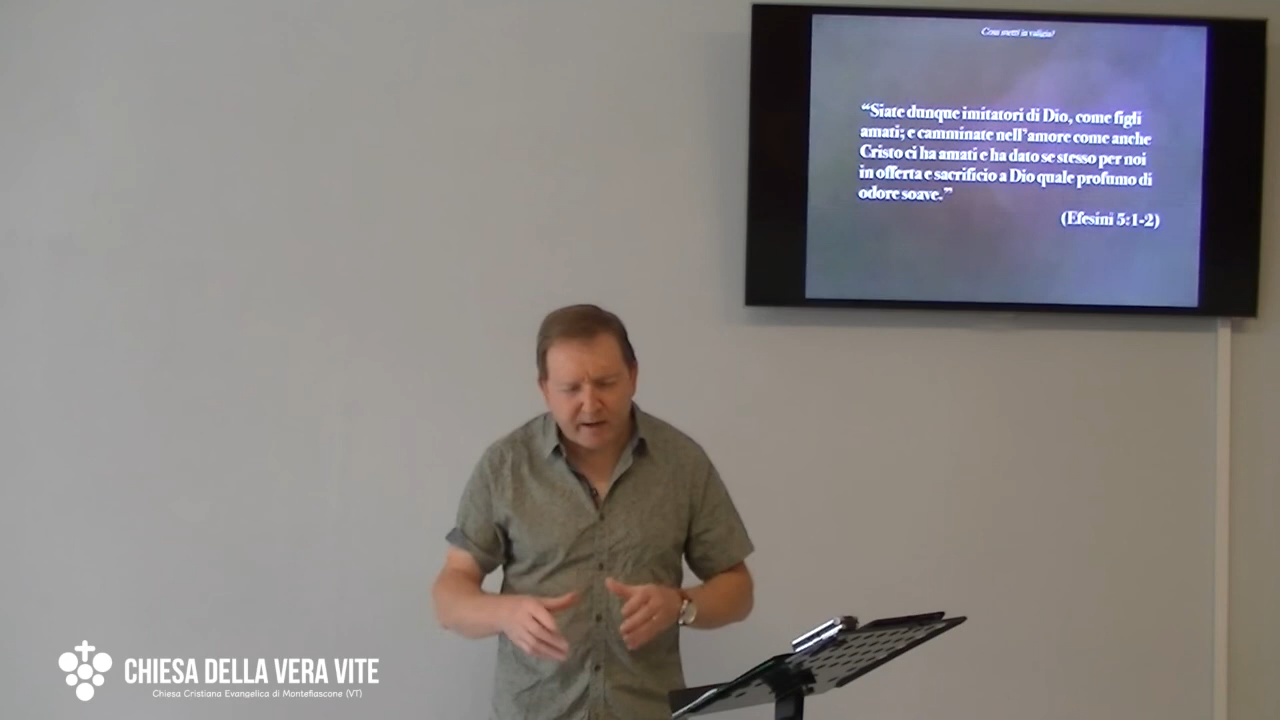 Cosa metti in valigia?
“Siate dunque imitatori di Dio, come figli
amati; e camminate nell’amore come anche
Cristo ci ha amati e ha dato se stesso per noi
in offerta e sacrificio a Dio quale profumo di
odore soave.”
(Efesini 5:1-2)
CHIESA DELLA VERA VITE
Chiesa Cristiana Evangelica di Montefiascone (VT)